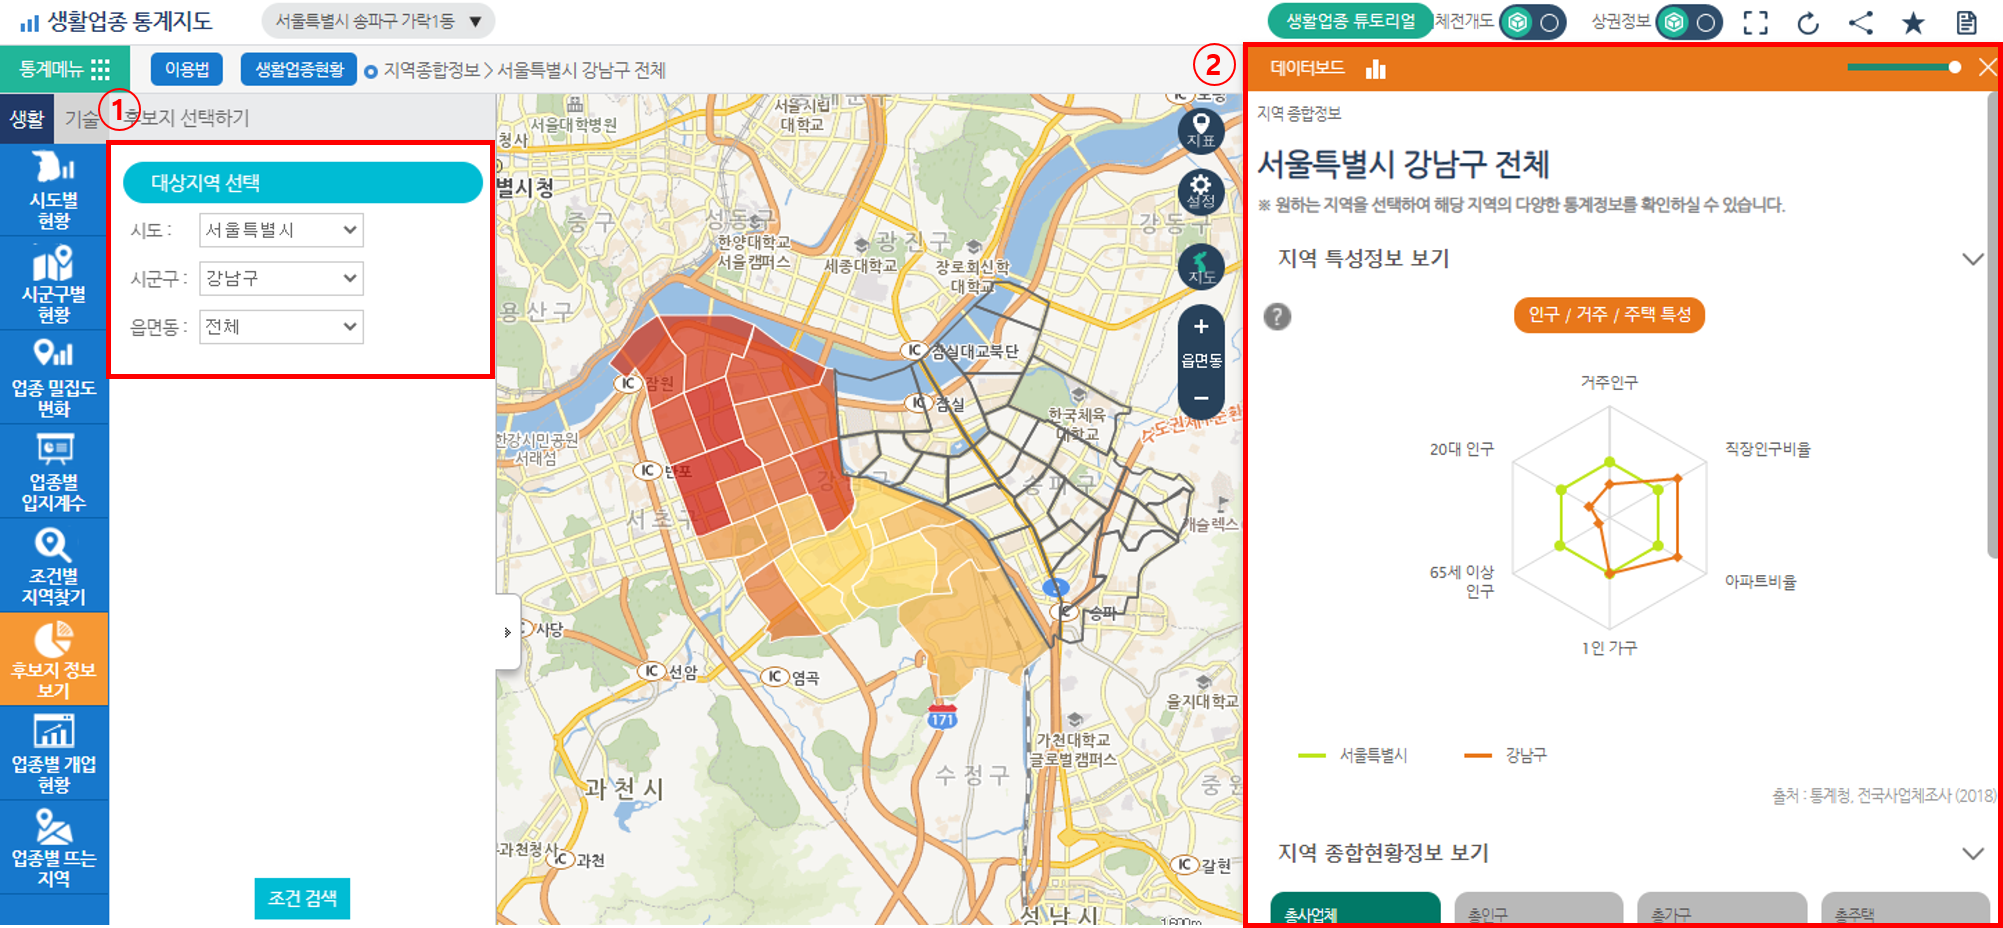 생활업종 통계지도
서울특별시 송파구 가락1동 ▼
생활업종 튜토리얼
체전개도
상권정보
통계메뉴
이용법
생활업종현황
지역종합정보 > 서울특별시 강남구 전체
①
②
데이터보드
생활
기술
후보지 선택하기
대상지역 선택
시도 :
서울특별시
시군구 :
강남구
읍면동 :
전체
조건 검색
시도별
현황
시군구별
현황
업종 밀집도
변화
업종별
입지계수
조건별
지역찾기
후보지 정보
보기
업종별 개업
현황
업종별 뜨는
지역
서울시립
대학교
서울대학병원
청사
별시청
중구
성동구
한양대학교
서울캠퍼스
광진구
세종대학교
장로회신학
대학교
강동구
용산구
IC 잠실대교북단
IC 잠원
IC 잠실
한국체육
대학교
수도권제1순환
한강시민공원
서래섬
IC 반포
강남구
송파구
서초구
개슬렉스
3
IC 송파
사당
IC 선암
IC 염곡
171
을지대학교
가천대학교
글로벌캠퍼스
수정구
중원
과천시
과천청사
IC 과천
IC 갈현
성남시
1600m
지표
설정
지도
+
읍면동
−
지역 종합정보
서울특별시 강남구 전체
※ 원하는 지역을 선택하여 해당 지역의 다양한 통계정보를 확인하실 수 있습니다.
지역 특성정보 보기
?
인구 / 거주 / 주택 특성
거주인구
20대 인구
직장인구비율
65세 이상
인구
아파트비율
1인 가구
서울특별시
강남구
출처 : 통계청, 전국사업체조사 (2018)
지역 종합현황정보 보기
총사업체
총인구
총가구
총주택